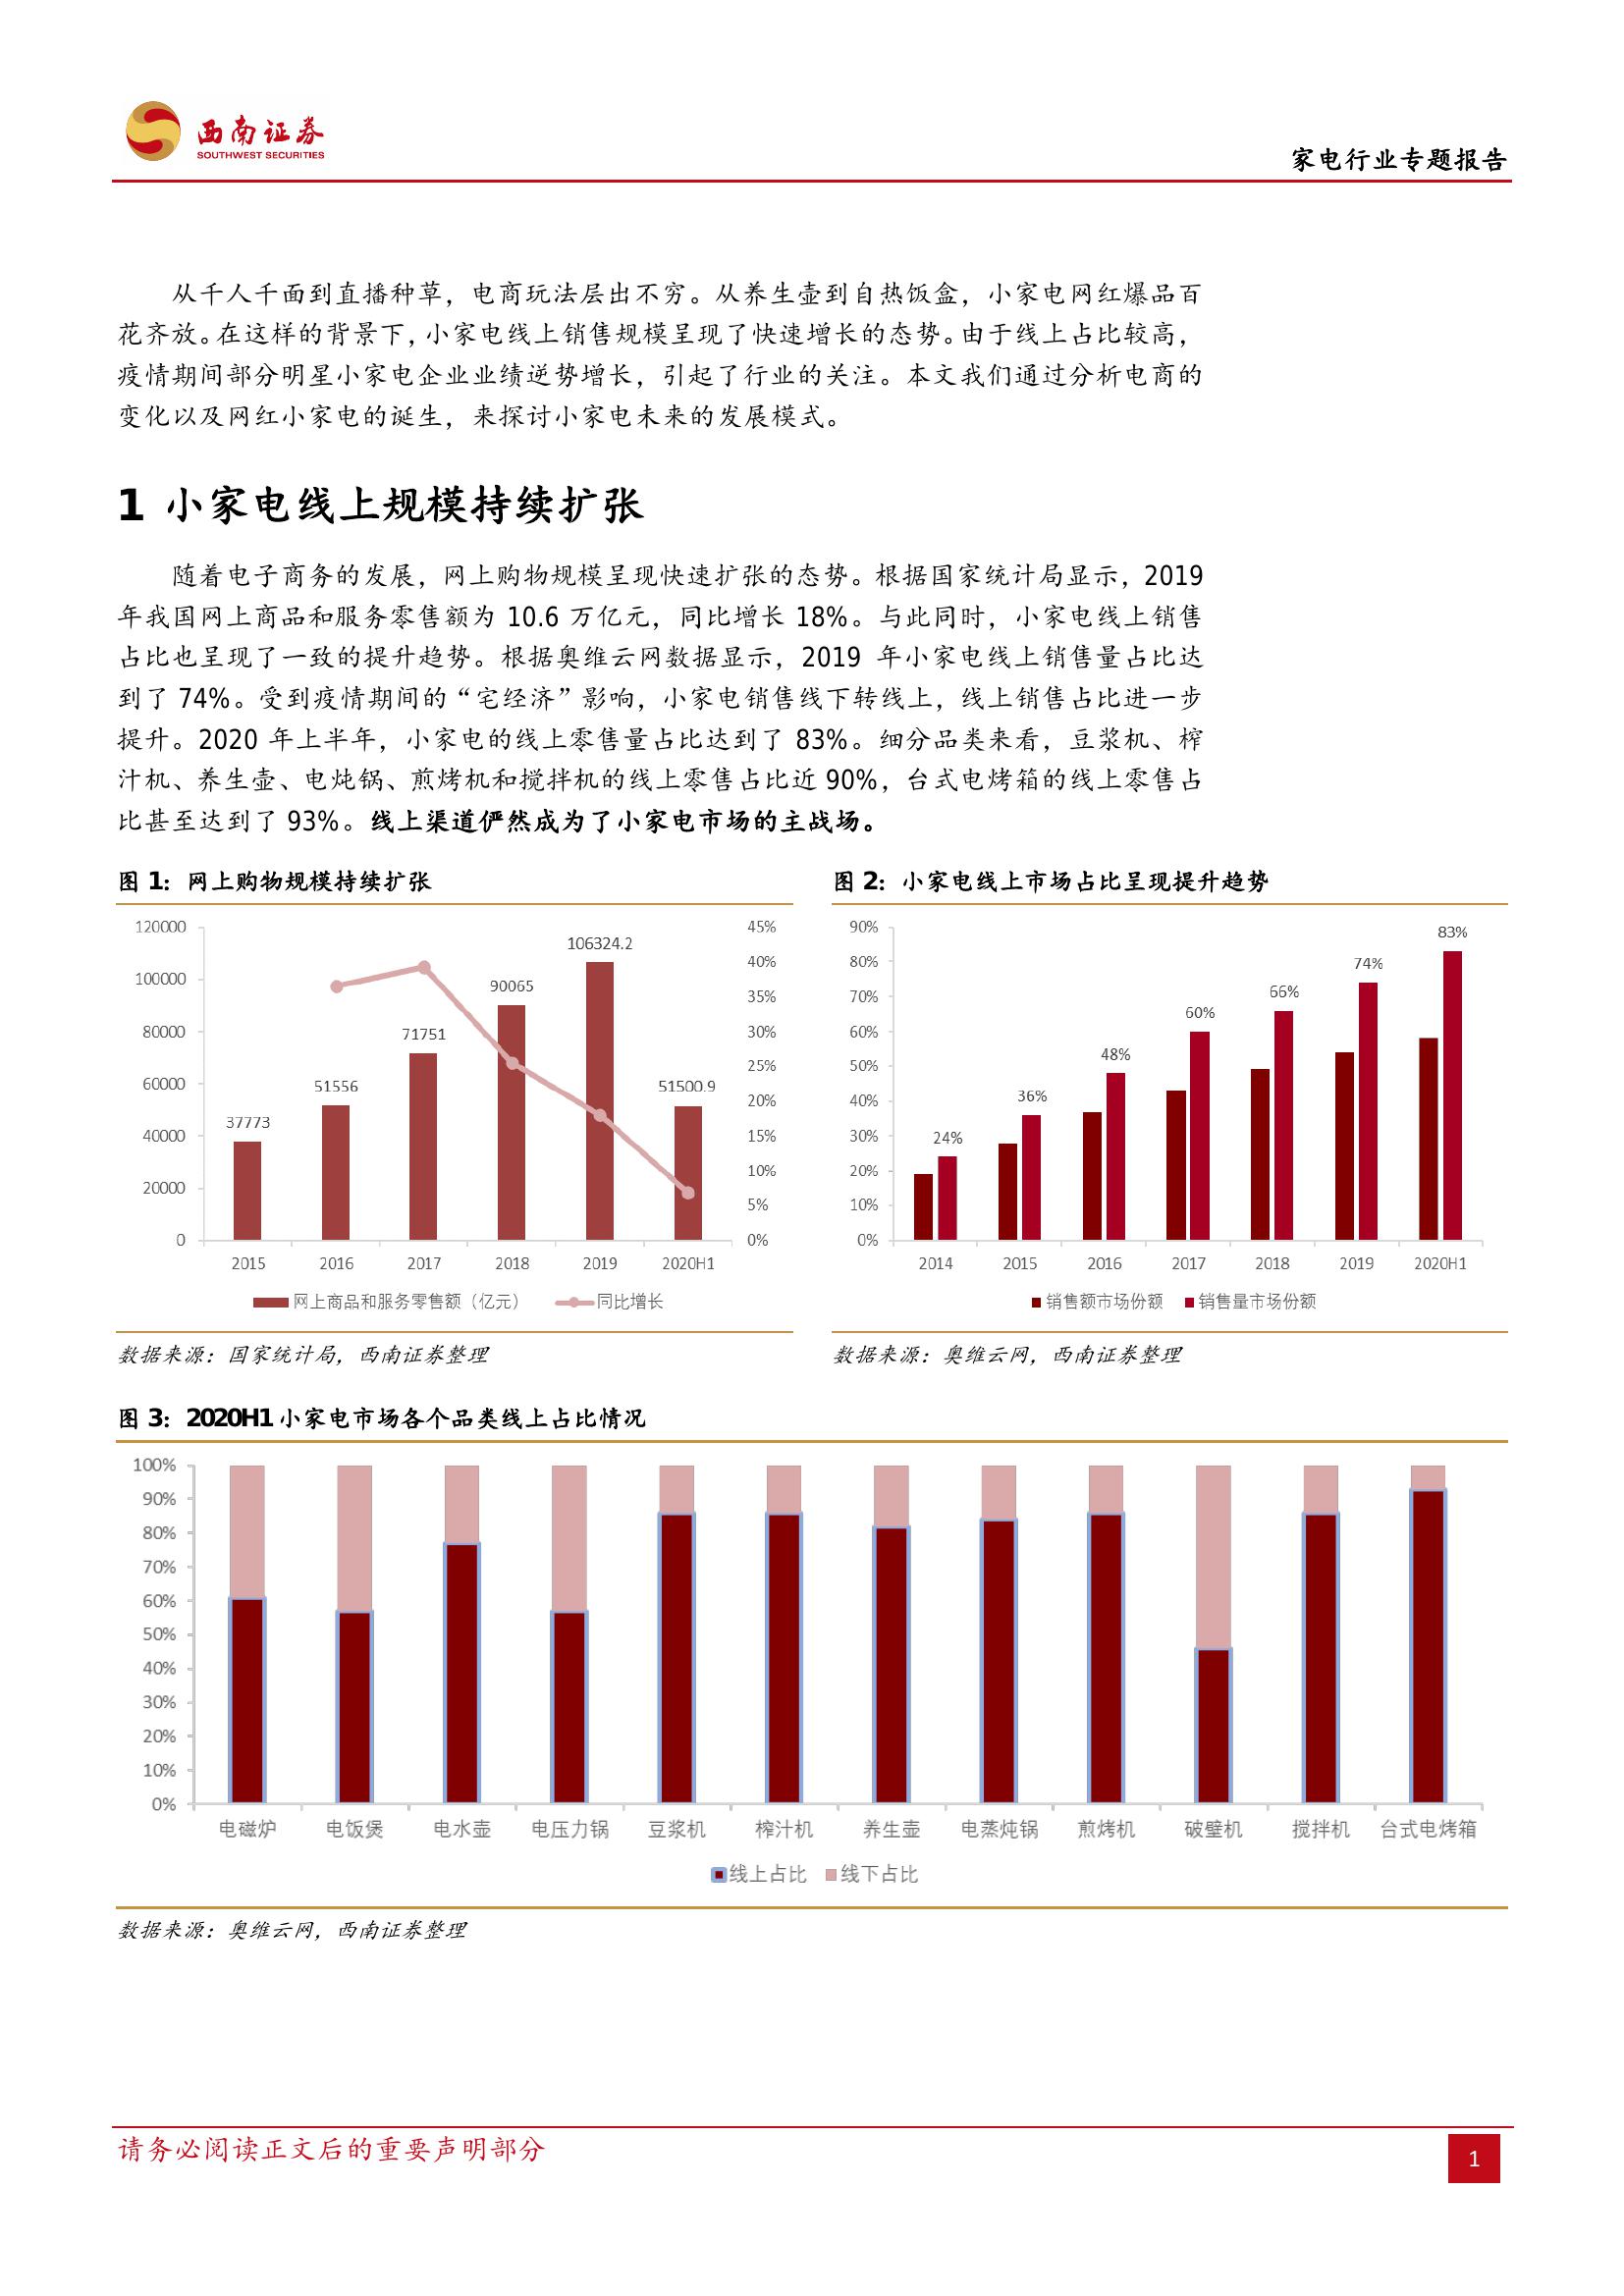 西南证券
SOUTHWEST SECURITIES
家电行业专题报告
从千人千面到直播种草，电商玩法层出不穷。从养生壶到自热饭盒，小家电网红爆品百
花齐放。在这样的背景下，小家电线上销售规模呈现了快速增长的态势。由于线上占比较高，
疫情期间部分明星小家电企业业绩逆势增长，引起了行业的关注。本文我们通过分析电商的
变化以及网红小家电的诞生，来探讨小家电未来的发展模式。
1 小家电线上规模持续扩张
随着电子商务的发展，网上购物规模呈现快速扩张的态势。根据国家统计局显示，2019
年我国网上商品和服务零售额为 10.6 万亿元，同比增长 18%。与此同时，小家电线上销售
占比也呈现了一致的提升趋势。根据奥维云网数据显示，2019 年小家电线上销售量占比达
到了 74%。受到疫情期间的“宅经济”影响，小家电销售线下转线上，线上销售占比进一步
提升。2020 年上半年，小家电的线上零售量占比达到了 83%。细分品类来看，豆浆机、榨
汁机、养生壶、电炖锅、煎烤机和搅拌机的线上零售占比近 90%，台式电烤箱的线上零售占
比甚至达到了 93%。线上渠道俨然成为了小家电市场的主战场。
图 1：网上购物规模持续扩张
120000
100000
80000
60000
40000
20000
0
45%
40%
35%
30%
25%
20%
15%
10%
5%
0%
37773
51556
71751
90065
106324.2
51500.9
2015 2016 2017 2018 2019 2020H1
网上商品和服务零售额（亿元） 同比增长
数据来源：国家统计局，西南证券整理
图 2：小家电线上市场占比呈现提升趋势
90%
80%
70%
60%
50%
40%
30%
20%
10%
0%
24%
36%
48%
60%
66%
74%
83%
2014 2015 2016 2017 2018 2019 2020H1
销售额市场份额 销售量市场份额
数据来源：奥维云网，西南证券整理
图 3：2020H1 小家电市场各个品类线上占比情况
100%
90%
80%
70%
60%
50%
40%
30%
20%
10%
0%
电磁炉 电饭煲 电水壶 电压力锅 豆浆机 榨汁机 养生壶 电蒸炖锅 煎烤机 破壁机 搅拌机 台式电烤箱
线上占比 线下占比
数据来源：奥维云网，西南证券整理
请务必阅读正文后的重要声明部分
1